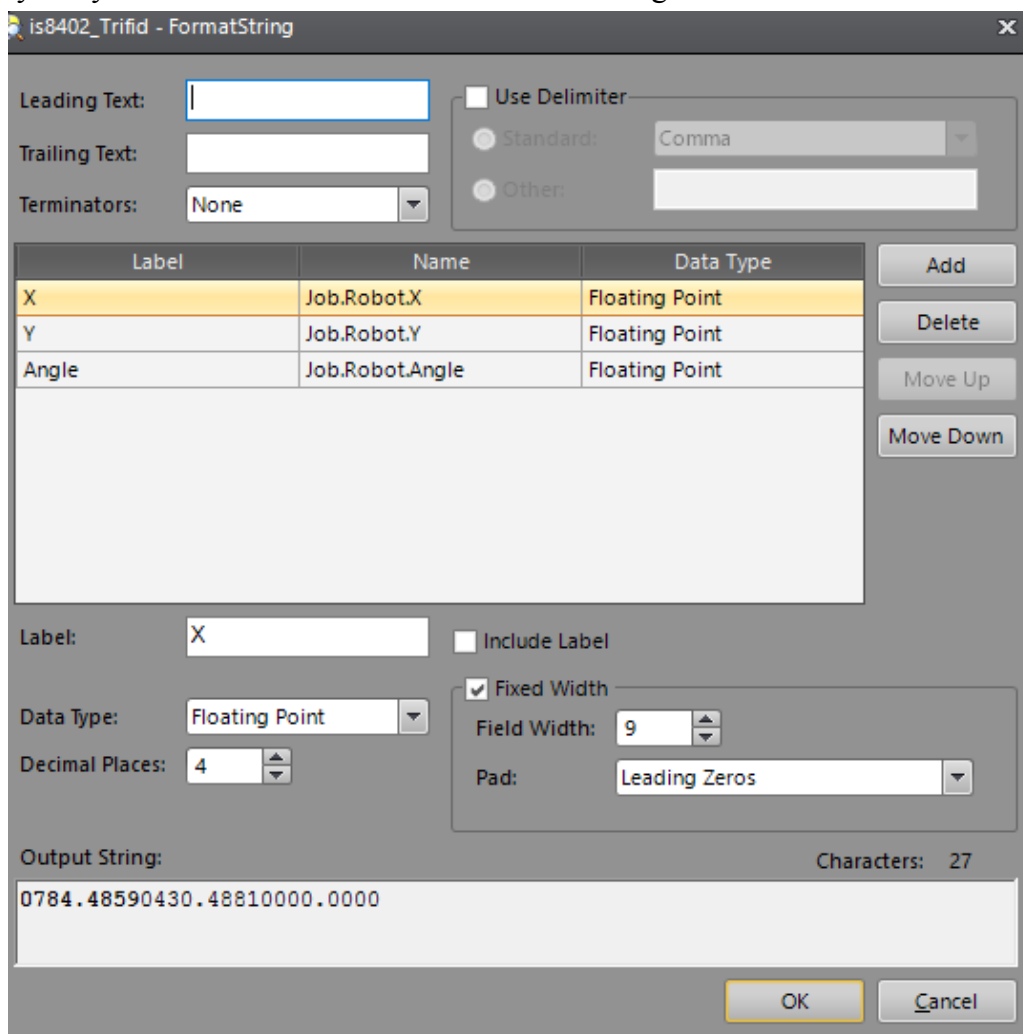 is8402_Trifid - FormatString
Leading Text:
Use Delimiter
Standard: Comma
Trailing Text:
Other:
Terminators: None
Label Name Data Type
Add
X Job.Robot.X Floating Point
Y Job.Robot.Y Floating Point
Delete
Angle Job.Robot.Angle Floating Point
Move Up
Move Down
Label: X
Include Label
Fixed Width
Data Type: Floating Point
Field Width: 9
Decimal Places: 4
Pad: Leading Zeros
Output String:
Characters: 27
0784.48590430.48810000.0000
OK Cancel